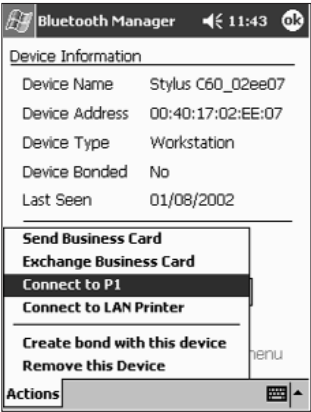 Bluetooth Manager 11:43 ok
Device Information
Device Name Stylus C60_02ee07
Device Address 00:40:17:02:EE:07
Device Type Workstation
Device Bonded No
Last Seen 01/08/2002
Send Business Card
Exchange Business Card
Connect to P1
Connect to LAN Printer
Create bond with this device
Remove this Device
enu
Actions